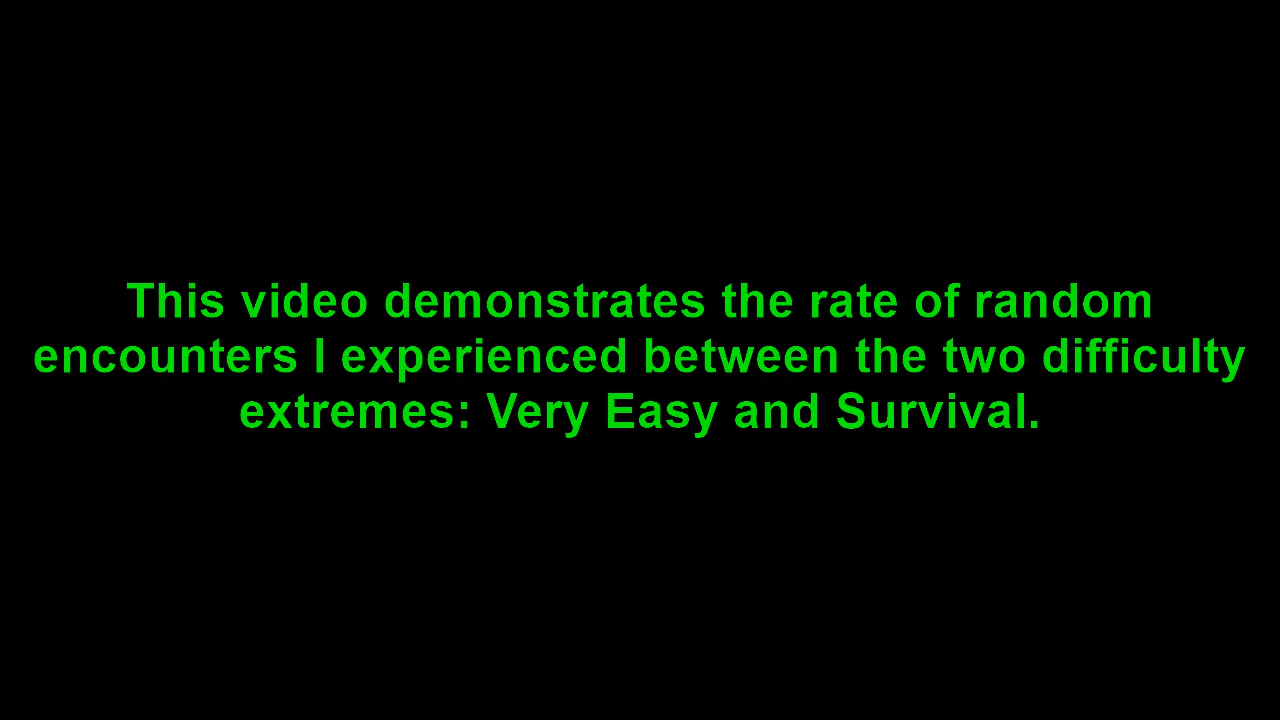 This video demonstrates the rate of random
encounters I experienced between the two difficulty
extremes: Very Easy and Survival.